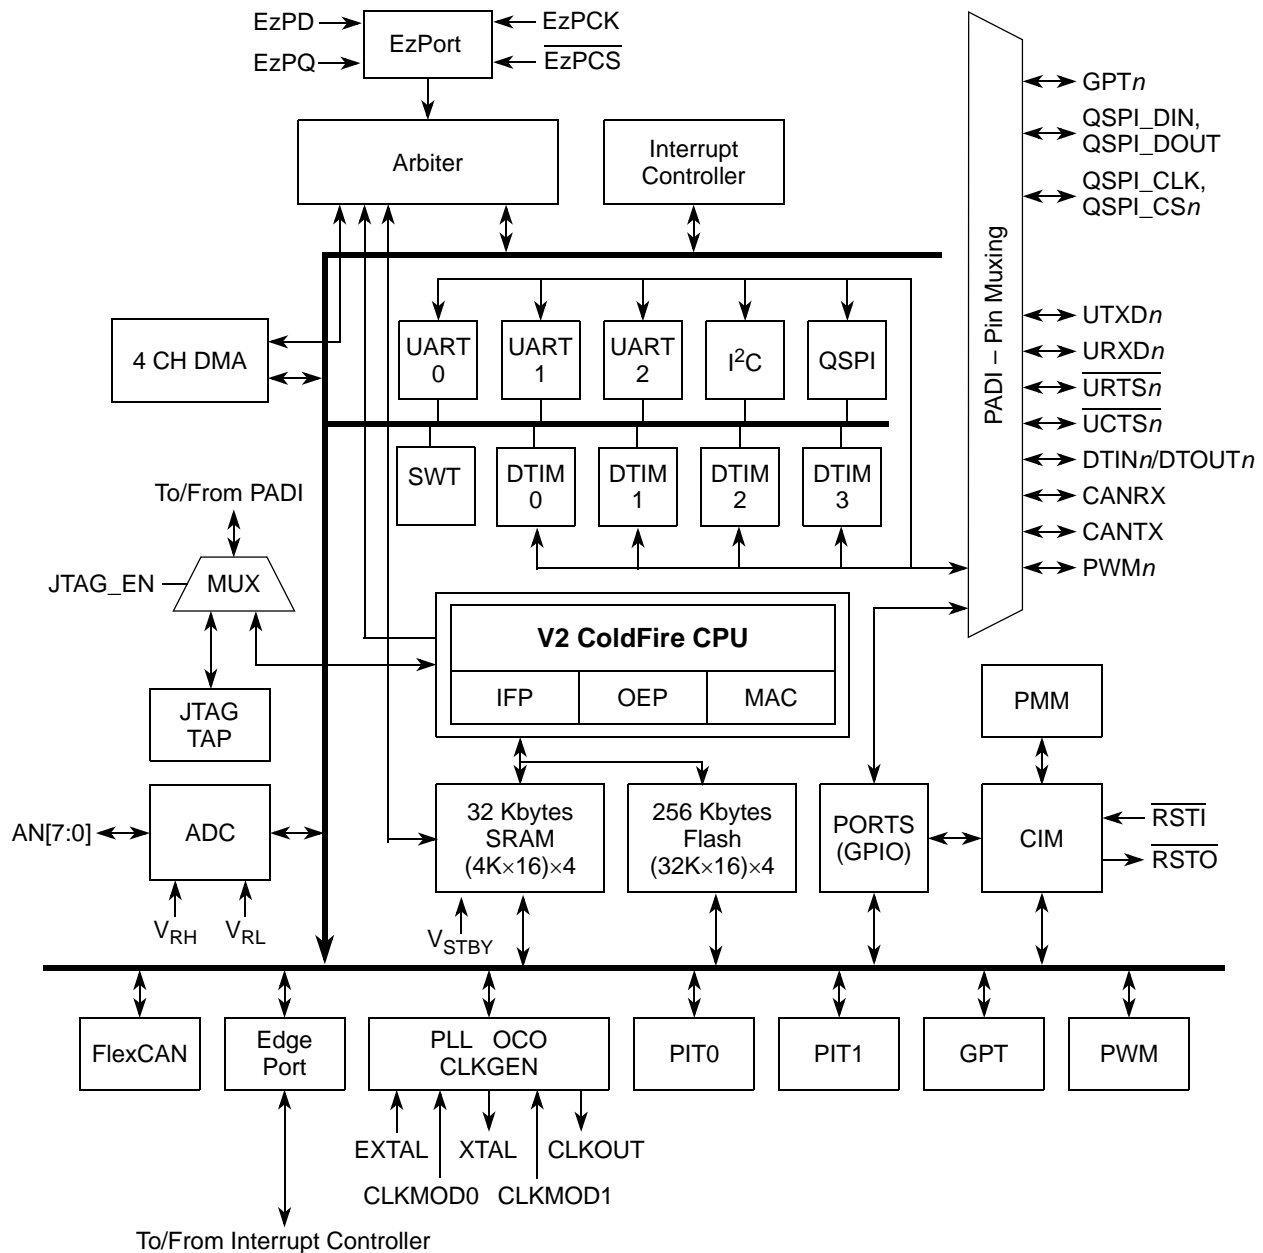 EzPD
EzPCK
EzPort
EzPQ
EzPCS
Arbiter
Interrupt
Controller
GPTn
QSPI_DIN,
QSPI_DOUT
QSPI_CLK,
QSPI_CSn
PADI – Pin Muxing
UTXDn
URXDn
URTSn
UCTSn
DTINn/DTOUTn
CANRX
CANTX
PWMn
4 CH DMA
UART
0
UART
1
UART
2
I²C
QSPI
SWT
DTIM
0
DTIM
1
DTIM
2
DTIM
3
To/From PADI
JTAG_EN
MUX
JTAG
TAP
V2 ColdFire CPU
IFP
OEP
MAC
PMM
AN[7:0]
ADC
VRH
VRL
32 Kbytes
SRAM
(4K×16)×4
VSTBY
256 Kbytes
Flash
(32K×16)×4
PORTS
(GPIO)
CIM
RSTI
RSTO
FlexCAN
Edge
Port
PLL OCO
CLKGEN
PIT0
PIT1
GPT
PWM
EXTAL
XTAL
CLKOUT
CLKMOD0
CLKMOD1
To/From Interrupt Controller